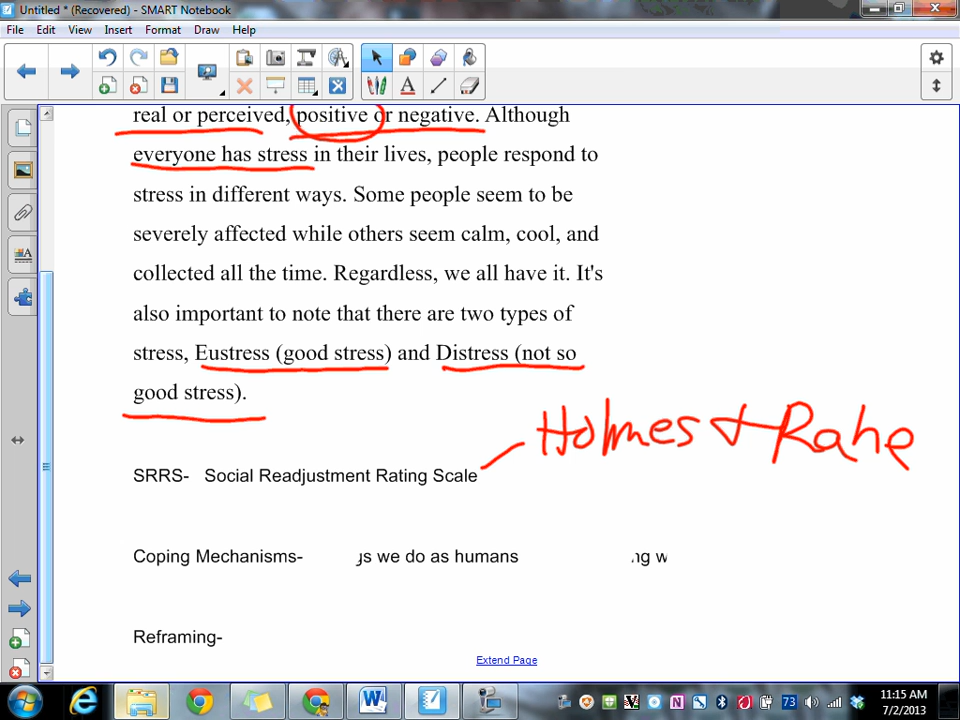 Untitled * (Recovered) - SMART Notebook
File Edit View Insert Format Draw Help
real or perceived, positive or negative. Although
everyone has stress in their lives, people respond to
stress in different ways. Some people seem to be
severely affected while others seem calm, cool, and
collected all the time. Regardless, we all have it. It's
also important to note that there are two types of
stress, Eustress (good stress) and Distress (not so
good stress).
Holmes & Rahe
SRRS- Social Readjustment Rating Scale
Coping Mechanisms- we do as humans
Reframing-
Extend Page
73
11:15 AM
7/2/2013